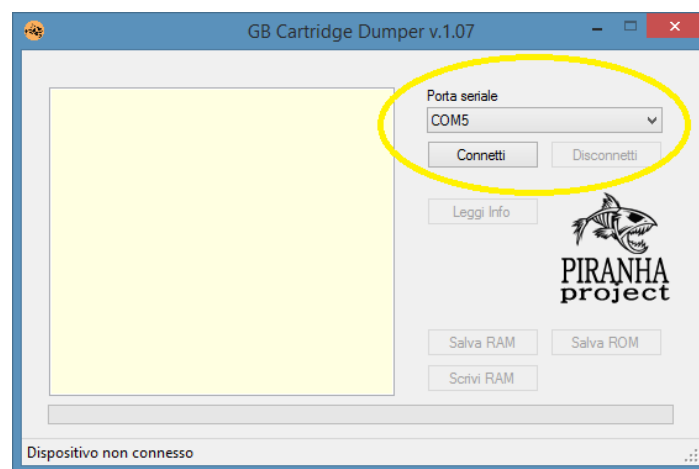 GB Cartridge Dumper v.1.07
Porta seriale
COM5
Connetti
Disconnetti
Leggi Info
PIRANHA
project
Salva RAM
Salva ROM
Scrivi RAM
Dispositivo non connesso